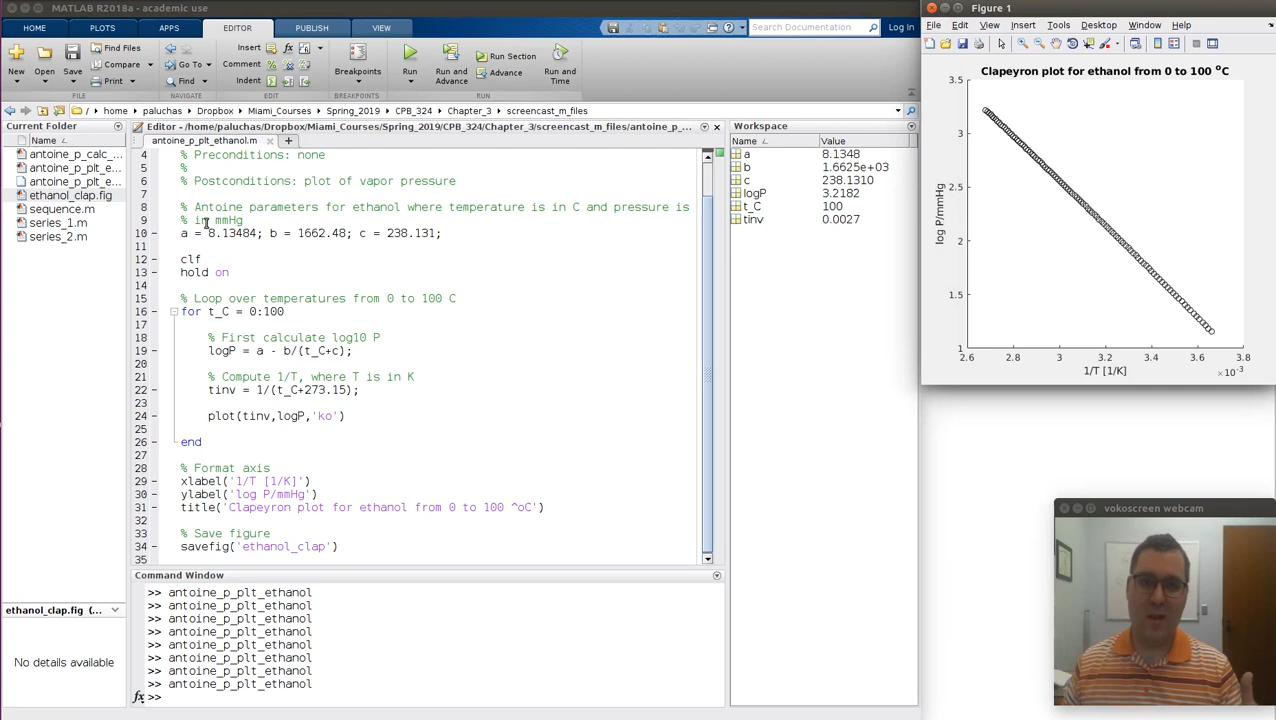 MATLAB R2018a - academic use
HOME PLOTS APPS EDITOR PUBLISH VIEW
Search Documentation
Log In
New Open Save
Find Files
Compare
Print
FILE
Go To
Find
NAVIGATE
Insert
Comment
Indent
EDIT
Breakpoints
BREAKPOINTS
Run
Run and Advance
Run Section
Advance
Run and Time
RUN
/ home paluchas Dropbox Miami_Courses Spring_2019 CPB_324 Chapter_3 screencast_m_files
Current Folder
Name
antoine_p_calc_...
antoine_p_plt_e...
antoine_p_plt_e...
ethanol_clap.fig
sequence.m
series_1.m
series_2.m
ethanol_clap.fig (...
No details available
Editor - /home/paluchas/Dropbox/Miami_Courses/Spring_2019/CPB_324/Chapter_3/screencast_m_files/antoine_p_...
antoine_p_plt_ethanol.m
4 % Preconditions: none
5 %
6 % Postconditions: plot of vapor pressure
7
8 % Antoine parameters for ethanol where temperature is in C and pressure is
9 % in mmHg
10 a = 8.13484; b = 1662.48; c = 238.131;
11
12 clf
13 hold on
14
15 % Loop over temperatures from 0 to 100 C
16 for t_C = 0:100
17
18 % First calculate log10 P
19 logP = a - b/(t_C+c);
20
21 % Compute 1/T, where T is in K
22 tinv = 1/(t_C+273.15);
23
24 plot(tinv,logP,'ko')
25
26 end
27
28 % Format axis
29 xlabel('1/T [1/K]')
30 ylabel('log P/mmHg')
31 title('Clapeyron plot for ethanol from 0 to 100 ^oC')
32
33 % Save figure
34 savefig('ethanol_clap')
35
Command Window
>> antoine_p_plt_ethanol
>> antoine_p_plt_ethanol
>> antoine_p_plt_ethanol
>> antoine_p_plt_ethanol
>> antoine_p_plt_ethanol
>> antoine_p_plt_ethanol
>> antoine_p_plt_ethanol
>> antoine_p_plt_ethanol
fx >>
Workspace
Name Value
a 8.1348
b 1.6625e+03
c 238.1310
logP 3.2182
t_C 100
tinv 0.0027
Figure 1
File Edit View Insert Tools Desktop Window Help
Clapeyron plot for ethanol from 0 to 100 °C
3.5
3
2.5
2
1.5
1
log P/mmHg
2.6 2.8 3 3.2 3.4 3.6 3.8
1/T [1/K]
×10⁻³
vokoscreen webcam